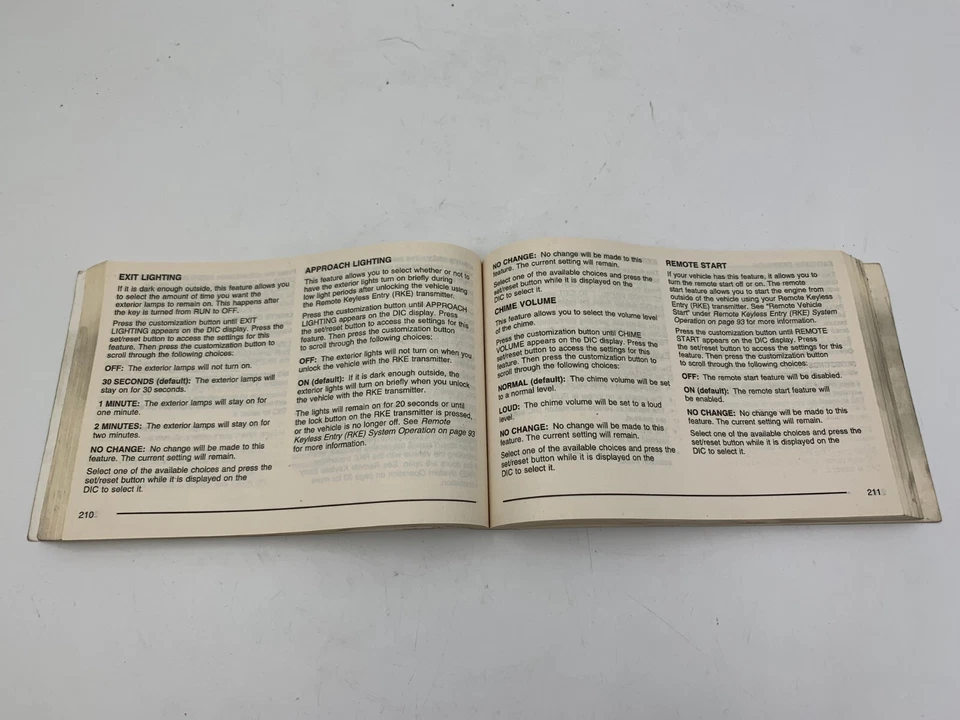 EXIT LIGHTING
If it is dark enough outside, this feature allows you
to select the amount of time you want the
exterior lamps to remain on. This happens after
the key is turned from RUN to OFF.
Press the customization button until EXIT
LIGHTING appears on the DIC display. Press the
set/reset button to access the settings for this
feature. Then press the customization button to
scroll through the following choices:
OFF: The exterior lamps will not turn on.
30 SECONDS (default): The exterior lamps will
stay on for 30 seconds.
1 MINUTE: The exterior lamps will stay on for
one minute.
2 MINUTES: The exterior lamps will stay on for
two minutes.
NO CHANGE: No change will be made to this
feature. The current setting will remain.
Select one of the available choices and press the
set/reset button while it is displayed on the
DIC to select it.
APPROACH LIGHTING
This feature allows you to select whether or not to
have the exterior lights turn on briefly during
low light periods after unlocking the vehicle using
the Remote Keyless Entry (RKE) transmitter.
Press the customization button until APPROACH
LIGHTING appears on the DIC display. Press
the set/reset button to access the settings for this
feature. Then press the customization button
to scroll through the following choices:
OFF: The exterior lights will not turn on when you
unlock the vehicle with the RKE transmitter.
ON (default): If it is dark enough outside, the
exterior lights will turn on briefly when you unlock
the vehicle with the RKE transmitter.
The lights will remain on for 20 seconds or until
the lock button on the RKE transmitter is pressed,
or the vehicle is no longer off. See Remote
Keyless Entry (RKE) System Operation on page 93
for more information.
210
NO CHANGE: No change will be made to this
feature. The current setting will remain.
Select one of the available choices and press the
set/reset button while it is displayed on the
DIC to select it.
CHIME VOLUME
This feature allows you to select the volume level
of the chime.
Press the customization button until CHIME
VOLUME appears on the DIC display. Press the
set/reset button to access the settings for this
feature. Then press the customization button to
scroll through the following choices:
NORMAL (default): The chime volume will be set
to a normal level.
LOUD: The chime volume will be set to a loud
level.
NO CHANGE: No change will be made to this
feature. The current setting will remain.
Select one of the available choices and press the
set/reset button while it is displayed on the
DIC to select it.
REMOTE START
If your vehicle has this feature, it allows you to
turn the remote start off or on. The remote
start feature allows you to start the engine from
outside of the vehicle using your Remote Keyless
Entry (RKE) transmitter. See "Remote Vehicle
Start" under Remote Keyless Entry (RKE) System
Operation on page 93 for more information.
Press the customization button until REMOTE
START appears on the DIC display. Press
the set/reset button to access the settings for this
feature. Then press the customization button
to scroll through the following choices:
OFF: The remote start feature will be disabled.
ON (default): The remote start feature will
be enabled.
NO CHANGE: No change will be made to this
feature. The current setting will remain.
Select one of the available choices and press the
set/reset button while it is displayed on the
DIC to select it.
211